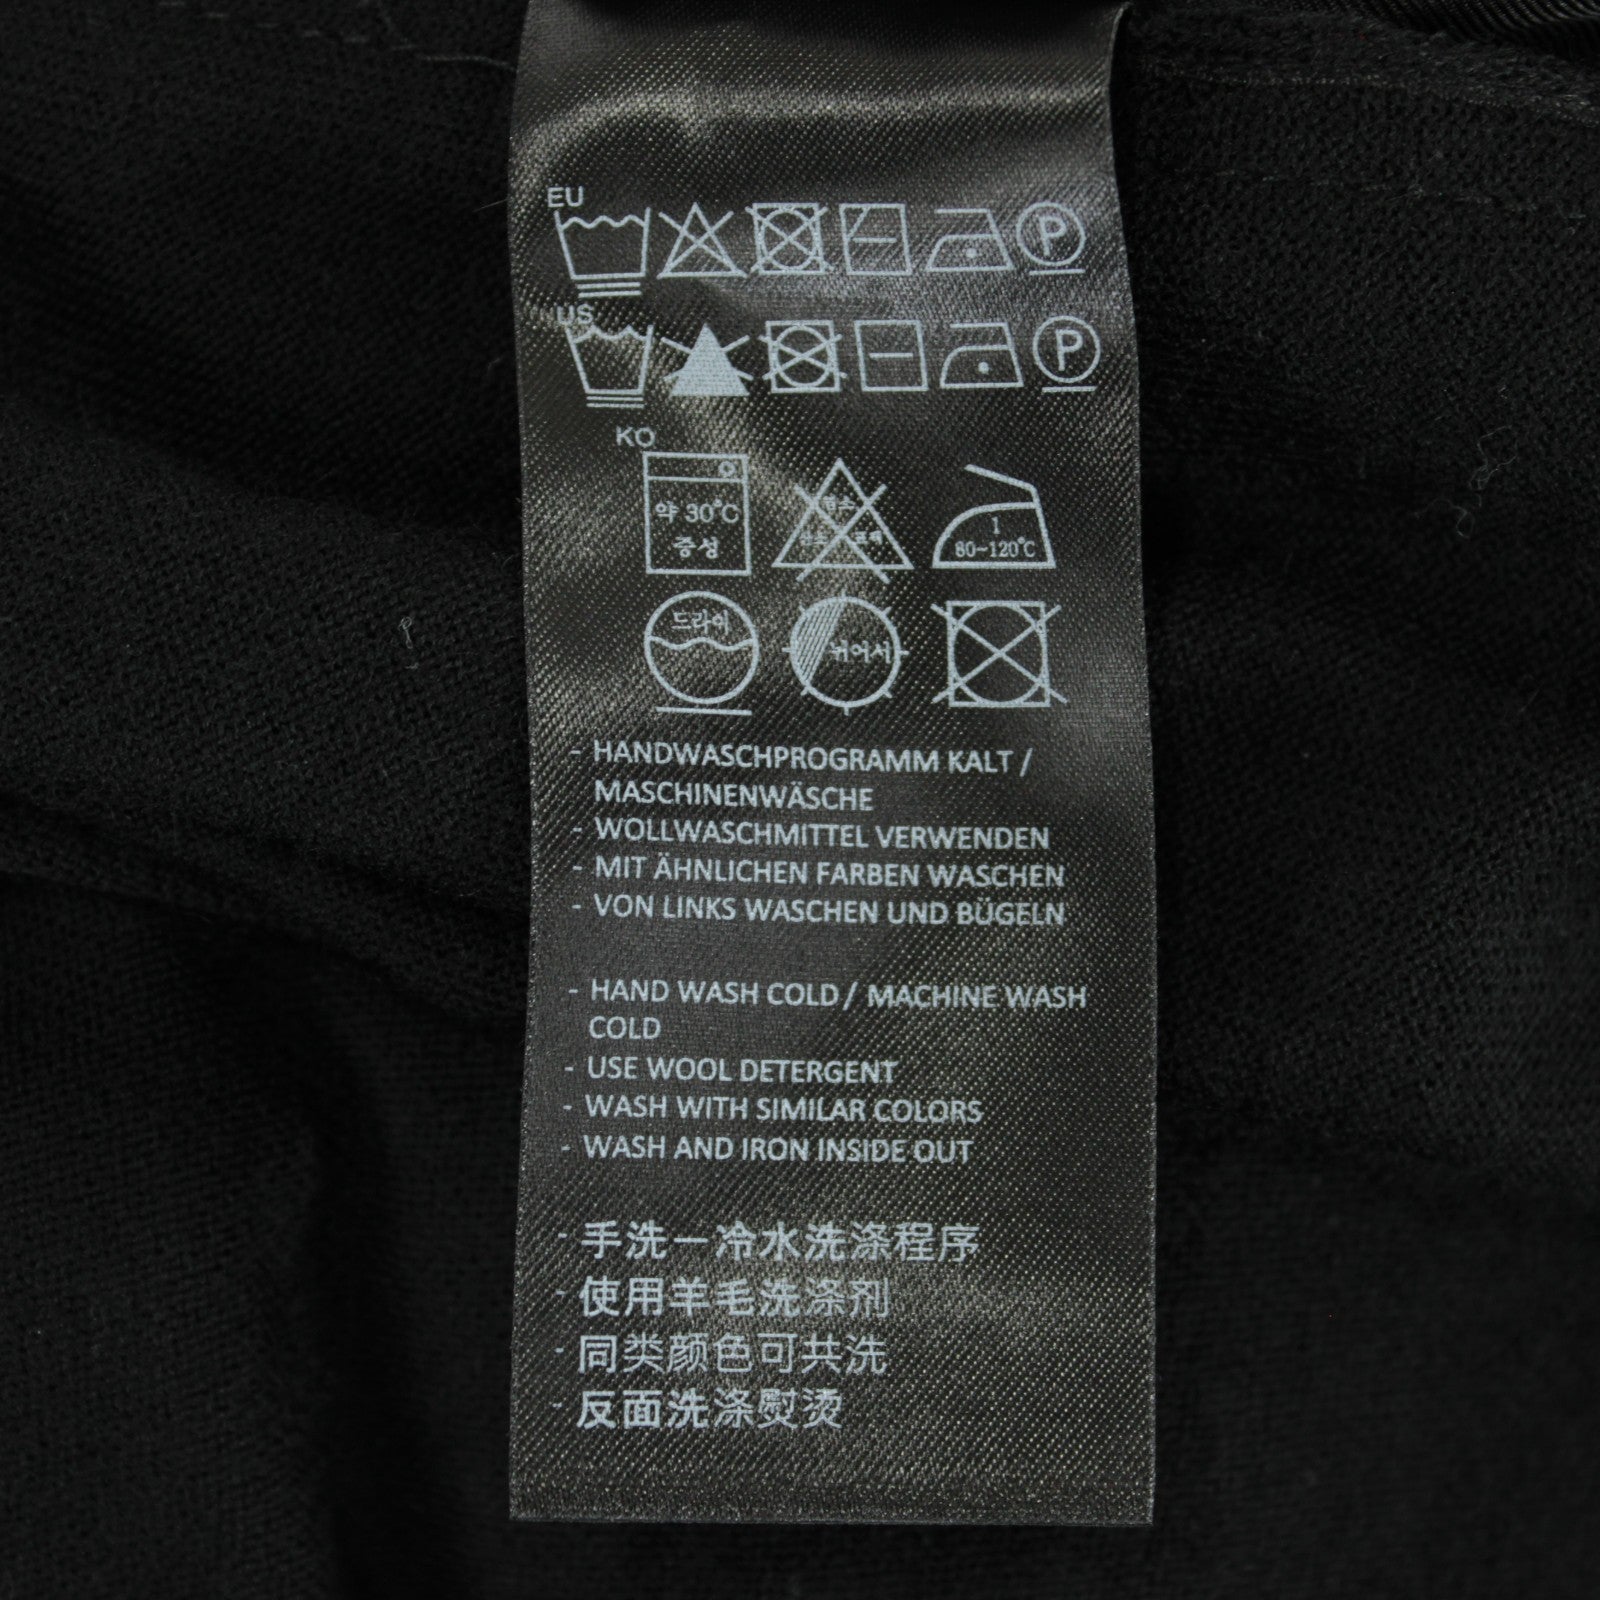 EU
P
US
P
KO
약 30℃
중성
1
80~120℃
드라이
뉘어서
- HANDWASCHPROGRAMM KALT /
MASCHINENWÄSCHE
- WOLLWASCHMITTEL VERWENDEN
- MIT ÄHNLICHEN FARBEN WASCHEN
- VON LINKS WASCHEN UND BÜGELN
- HAND WASH COLD / MACHINE WASH
COLD
- USE WOOL DETERGENT
- WASH WITH SIMILAR COLORS
- WASH AND IRON INSIDE OUT
- 手洗－冷水洗涤程序
- 使用羊毛洗涤剂
- 同类颜色可共洗
- 反面洗涤熨烫